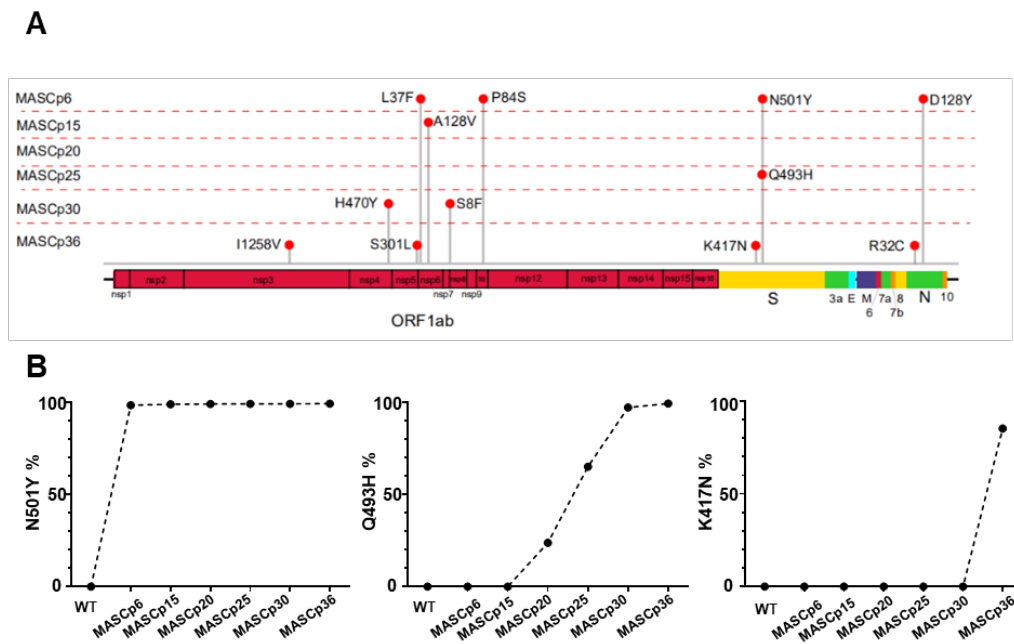 A
MASCp6 L37F P84S N501Y D128Y
MASCp15 A128V
MASCp20
MASCp25 Q493H
MASCp30 H470Y S8F
MASCp36 I1258V S301L K417N R32C
nsp2 nsp3 nsp4 nsp5 nsp6 nsp8 10 nsp12 nsp13 nsp14 nsp15 nsp16
nsp1 nsp7 nsp9 S 3a E M 7a 8 N 10
6 7b
ORF1ab
B
N501Y %
100
50
0
WT MASCp6 MASCp15 MASCp20 MASCp25 MASCp30 MASCp36
Q493H %
100
50
0
WT MASCp6 MASCp15 MASCp20 MASCp25 MASCp30 MASCp36
K417N %
100
50
0
WT MASCp6 MASCp15 MASCp20 MASCp25 MASCp30 MASCp36